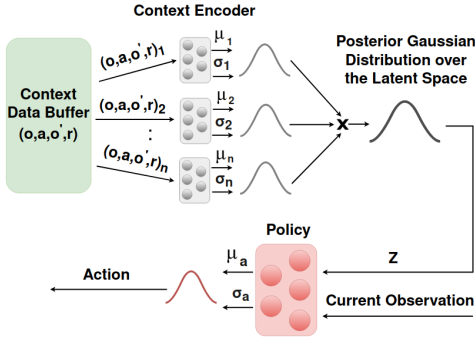 Context Encoder
Context
Data Buffer
(o,a,o',r)
(o,a,o',r)1
(o,a,o',r)2
:
(o,a,o',r)n
μ1
σ1
μ2
σ2
μn
σn
x
Posterior Gaussian
Distribution over
the Latent Space
Policy
Z
Current Observation
μa
σa
Action